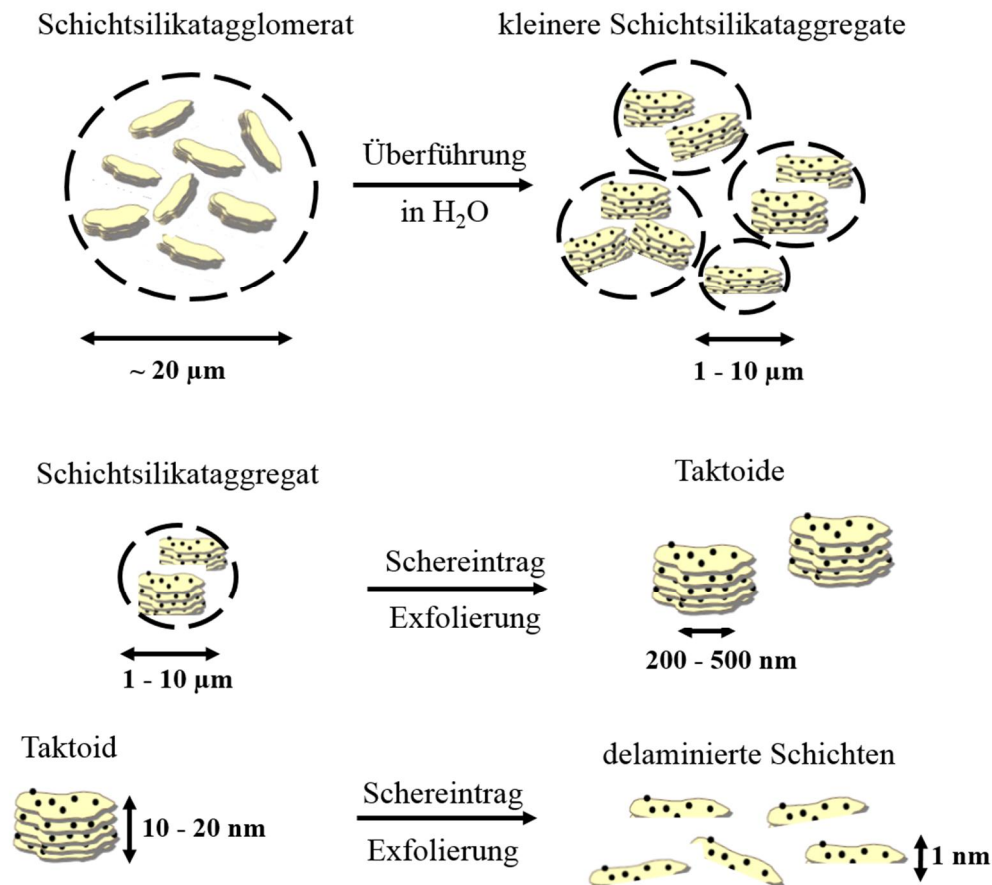 Schichtsilikatagglomerat
kleinere Schichtsilikataggregate
Überführung
in H₂O
~ 20 µm
1 - 10 µm
Schichtsilikataggregat
Taktoide
Schereintrag
Exfolierung
1 - 10 µm
200 - 500 nm
Taktoid
delaminierte Schichten
10 - 20 nm
Schereintrag
Exfolierung
1 nm